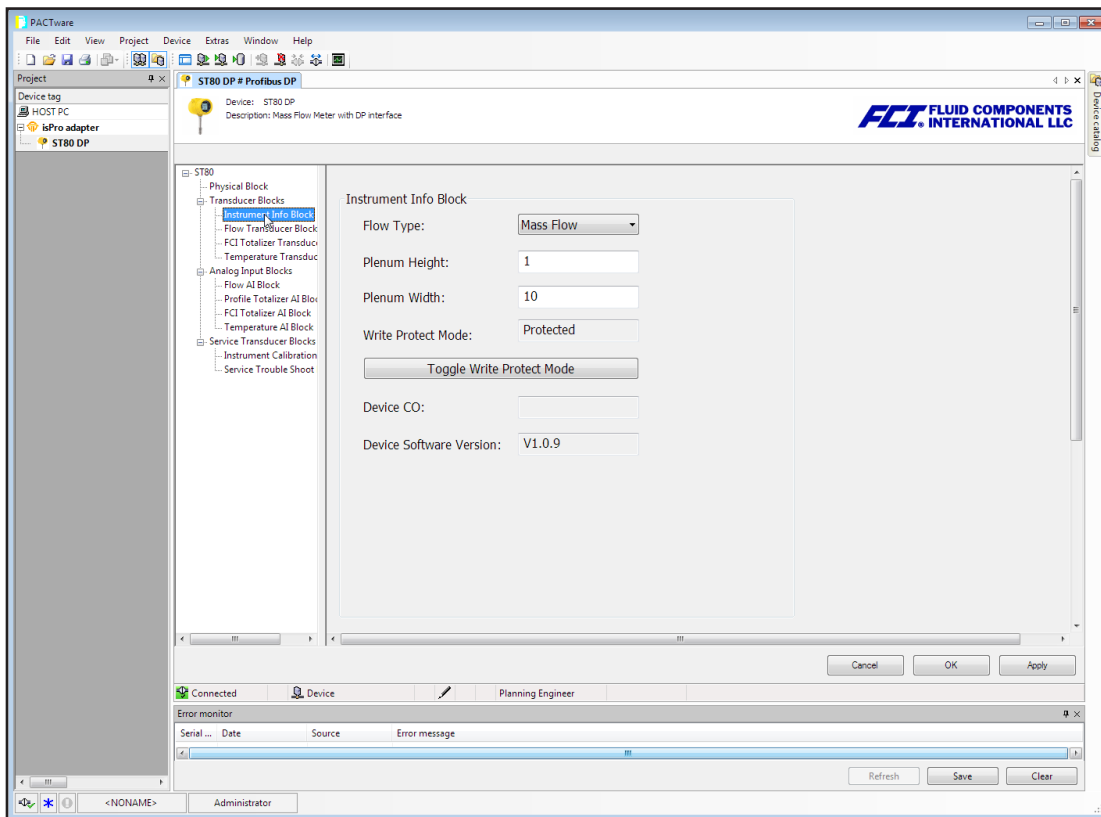 PACTware
File Edit View Project Device Extras Window Help
Project
Device tag
HOST PC
isPro adapter
ST80 DP
ST80 DP # Profibus DP
Device: ST80 DP
Description: Mass Flow Meter with DP interface
FCI. FLUID COMPONENTS
INTERNATIONAL LLC
Device catalog
ST80
Physical Block
Transducer Blocks
Instrument Info Block
Flow Transducer Block
FCI Totalizer Transduc
Temperature Transduc
Analog Input Blocks
Flow AI Block
Profile Totalizer AI Bloc
FCI Totalizer AI Block
Temperature AI Block
Service Transducer Blocks
Instrument Calibration
Service Trouble Shoot
Instrument Info Block
Flow Type: Mass Flow
Plenum Height: 1
Plenum Width: 10
Write Protect Mode: Protected
Toggle Write Protect Mode
Device CO:
Device Software Version: V1.0.9
Cancel OK Apply
Connected Device Planning Engineer
Error monitor
Serial ... Date Source Error message
Refresh Save Clear
<NONAME> Administrator